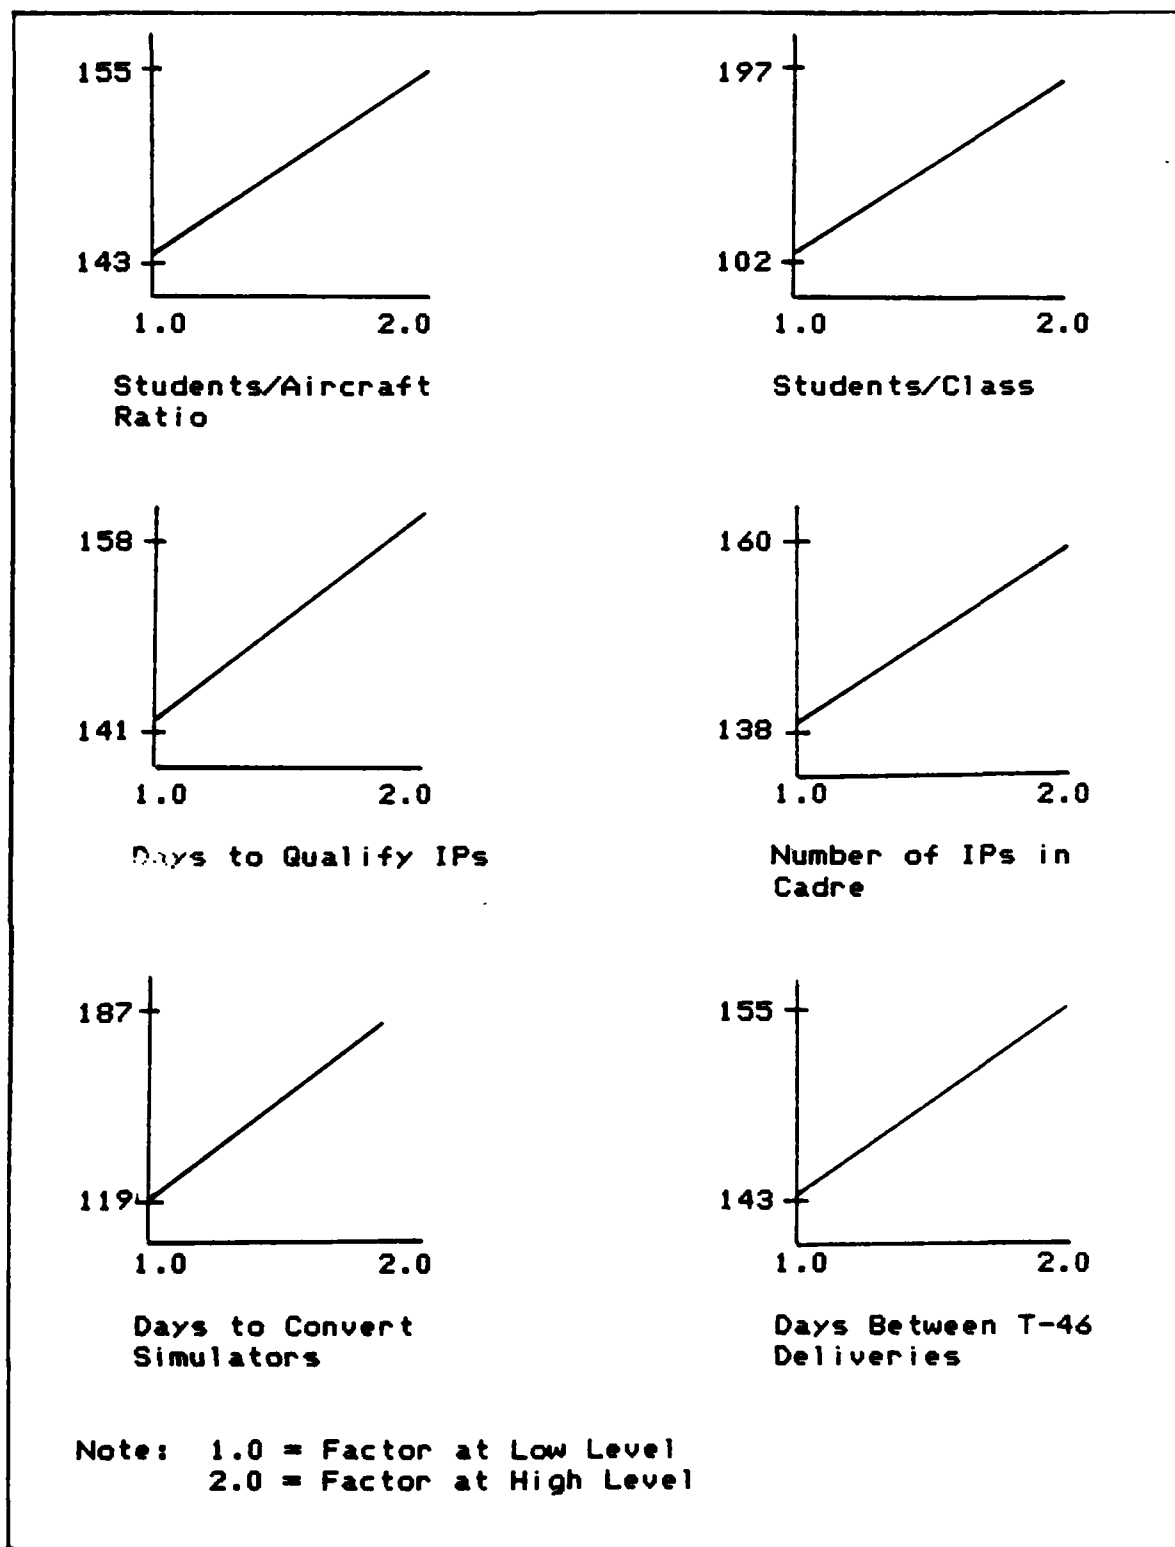 155
143
1.0 2.0
Students/Aircraft
Ratio
197
102
1.0 2.0
Students/Class
158
141
1.0 2.0
Days to Qualify IPs
160
138
1.0 2.0
Number of IPs in
Cadre
187
119
1.0 2.0
Days to Convert
Simulators
155
143
1.0 2.0
Days Between T-46
Deliveries
Note: 1.0 = Factor at Low Level
2.0 = Factor at High Level